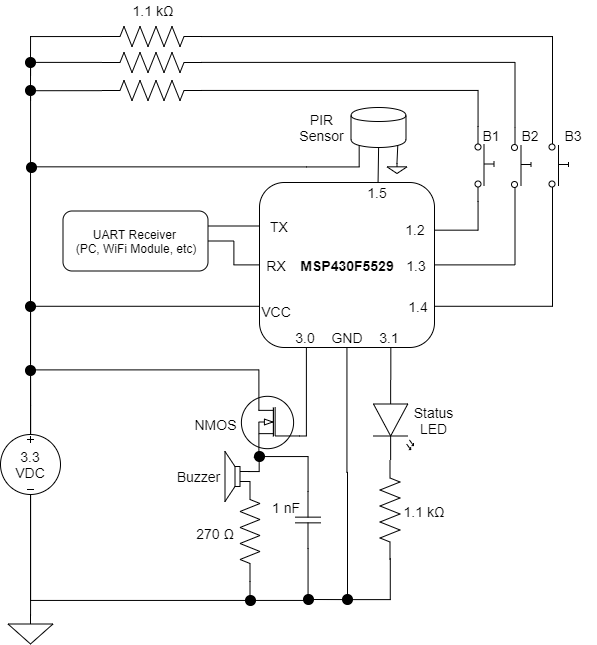 1.1 kΩ
PIR
Sensor
B1
B2
B3
1.5
UART Receiver
(PC, WiFi Module, etc)
TX
1.2
RX
MSP430F5529
1.3
VCC
1.4
3.0
GND
3.1
NMOS
Status
LED
+
3.3
VDC
−
Buzzer
1 nF
270 Ω
1.1 kΩ